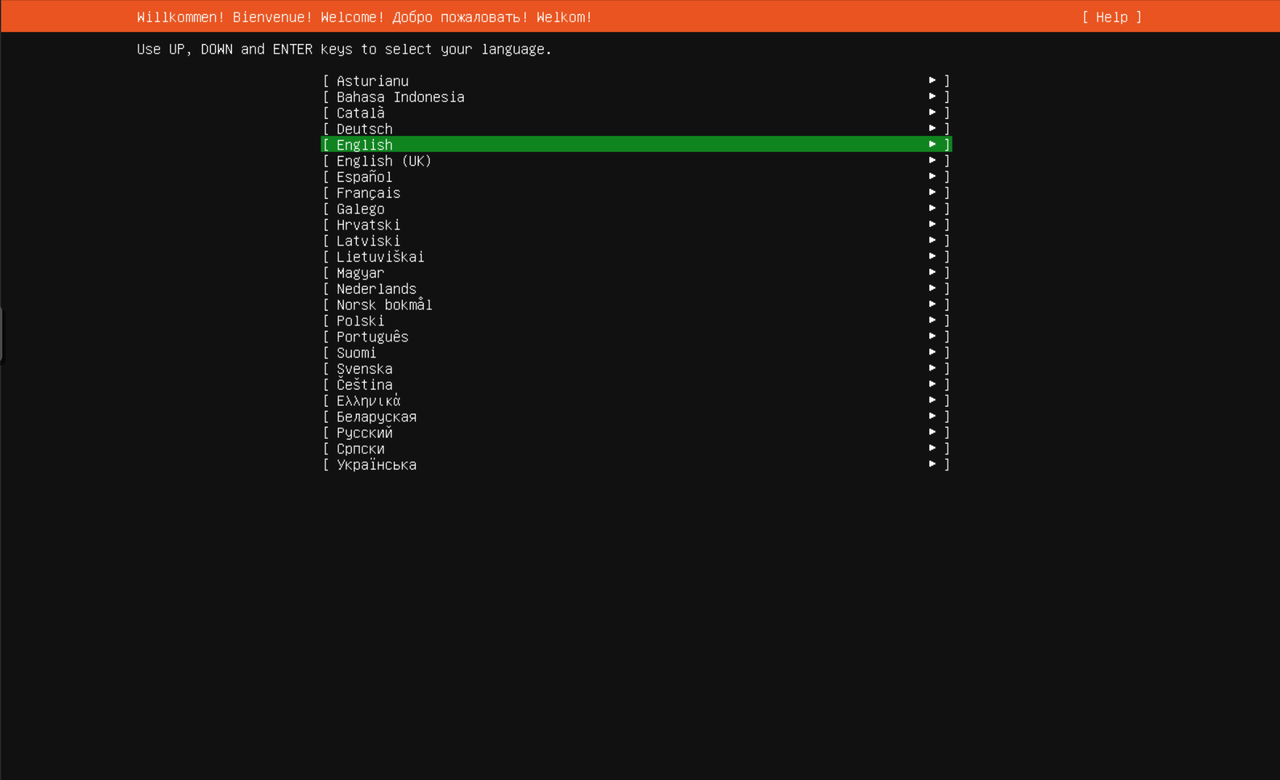 Willkommen! Bienvenue! Welcome! Добро пожаловать! Welkom! [ Help ]
Use UP, DOWN and ENTER keys to select your language.
[ Asturianu ► ]
[ Bahasa Indonesia ► ]
[ Català ► ]
[ Deutsch ► ]
[ English ► ]
[ English (UK) ► ]
[ Español ► ]
[ Français ► ]
[ Galego ► ]
[ Hrvatski ► ]
[ Latviski ► ]
[ Lietuviškai ► ]
[ Magyar ► ]
[ Nederlands ► ]
[ Norsk bokmål ► ]
[ Polski ► ]
[ Português ► ]
[ Suomi ► ]
[ Svenska ► ]
[ Čeština ► ]
[ Ελληνικά ► ]
[ Беларуская ► ]
[ Русский ► ]
[ Српски ► ]
[ Українська ► ]